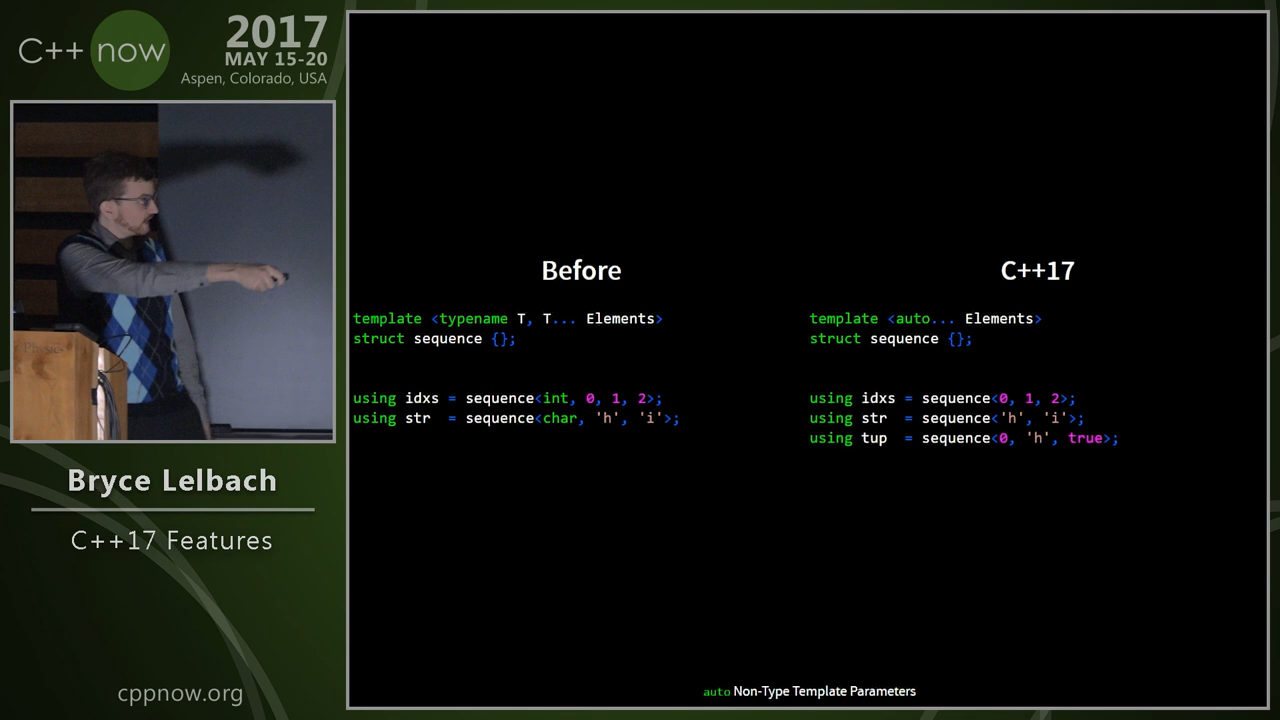 C++ now
2017
MAY 15-20
Aspen, Colorado, USA
Physics
Bryce Lelbach
C++17 Features
cppnow.org
Before
template <typename T, T... Elements>
struct sequence {};
using idxs = sequence<int, 0, 1, 2>;
using str  = sequence<char, 'h', 'i'>;
C++17
template <auto... Elements>
struct sequence {};
using idxs = sequence<0, 1, 2>;
using str  = sequence<'h', 'i'>;
using tup  = sequence<0, 'h', true>;
auto Non-Type Template Parameters